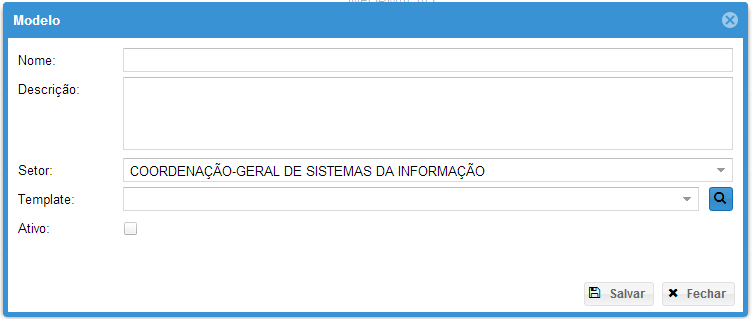 Modelo
Nome:
Descrição:
Setor: COORDENAÇÃO-GERAL DE SISTEMAS DA INFORMAÇÃO
Template:
Ativo:
Salvar Fechar